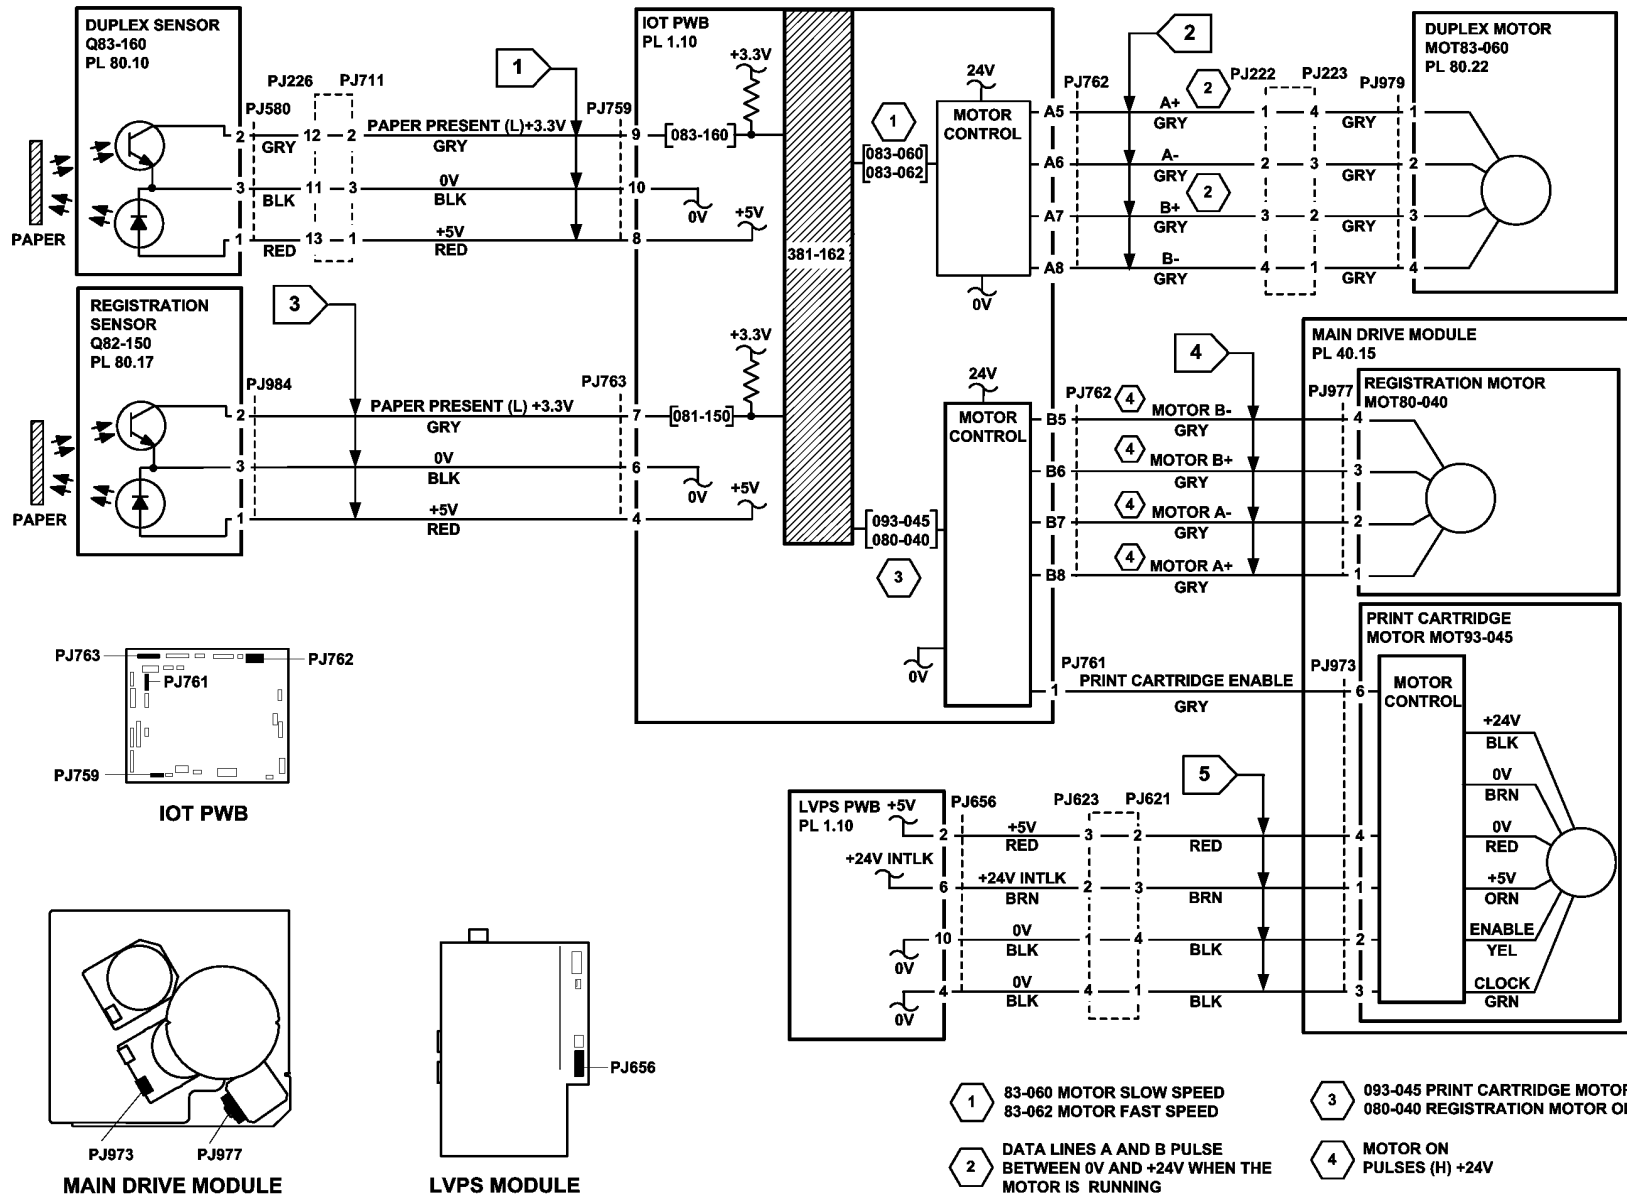 DUPLEX SENSOR
Q83-160
PL 80.10
PJ226
PJ711
PJ580
PJ759
1
2
12
2
PAPER PRESENT (L)+3.3V
9
GRY
GRY
3
11
3
0V
10
BLK
BLK
1
13
1
+5V
8
RED
RED
PAPER
IOT PWB
PL 1.10
+3.3V
083-160
0V
+5V
381-162
1
083-060
083-062
24V
MOTOR
CONTROL
0V
PJ762
2
A5
A+
2
PJ222
PJ223
PJ979
1
4
1
GRY
GRY
A6
A-
2
3
2
GRY
GRY
A7
B+
2
3
2
3
GRY
GRY
A8
B-
4
1
4
GRY
GRY
DUPLEX MOTOR
MOT83-060
PL 80.22
REGISTRATION
SENSOR
Q82-150
PL 80.17
3
PJ984
PJ763
2
PAPER PRESENT (L) +3.3V
7
GRY
3
0V
6
BLK
1
+5V
4
RED
PAPER
+3.3V
081-150
0V
+5V
093-045
080-040
3
24V
MOTOR
CONTROL
0V
4
PJ762
PJ977
B5
4
MOTOR B-
4
GRY
B6
4
MOTOR B+
3
GRY
B7
4
MOTOR A-
2
GRY
B8
4
MOTOR A+
1
GRY
MAIN DRIVE MODULE
PL 40.15
REGISTRATION MOTOR
MOT80-040
PRINT CARTRIDGE
MOTOR MOT93-045
PJ761
PJ973
1
PRINT CARTRIDGE ENABLE
6
GRY
MOTOR
CONTROL
+24V
BLK
0V
BRN
0V
RED
+5V
ORN
ENABLE
YEL
CLOCK
GRN
PJ763
PJ762
PJ761
PJ759
IOT PWB
LVPS PWB
PL 1.10
+5V
+24V INTLK
0V
0V
PJ656
PJ623
PJ621
5
2
+5V
3
2
4
RED
RED
6
+24V INTLK
2
3
1
BRN
BRN
10
0V
1
4
2
BLK
BLK
4
0V
4
1
3
BLK
BLK
PJ973
PJ977
MAIN DRIVE MODULE
PJ656
LVPS MODULE
1
83-060 MOTOR SLOW SPEED
83-062 MOTOR FAST SPEED
2
DATA LINES A AND B PULSE
BETWEEN 0V AND +24V WHEN THE
MOTOR IS RUNNING
3
093-045 PRINT CARTRIDGE MOTOR
080-040 REGISTRATION MOTOR
4
MOTOR ON
PULSES (H) +24V